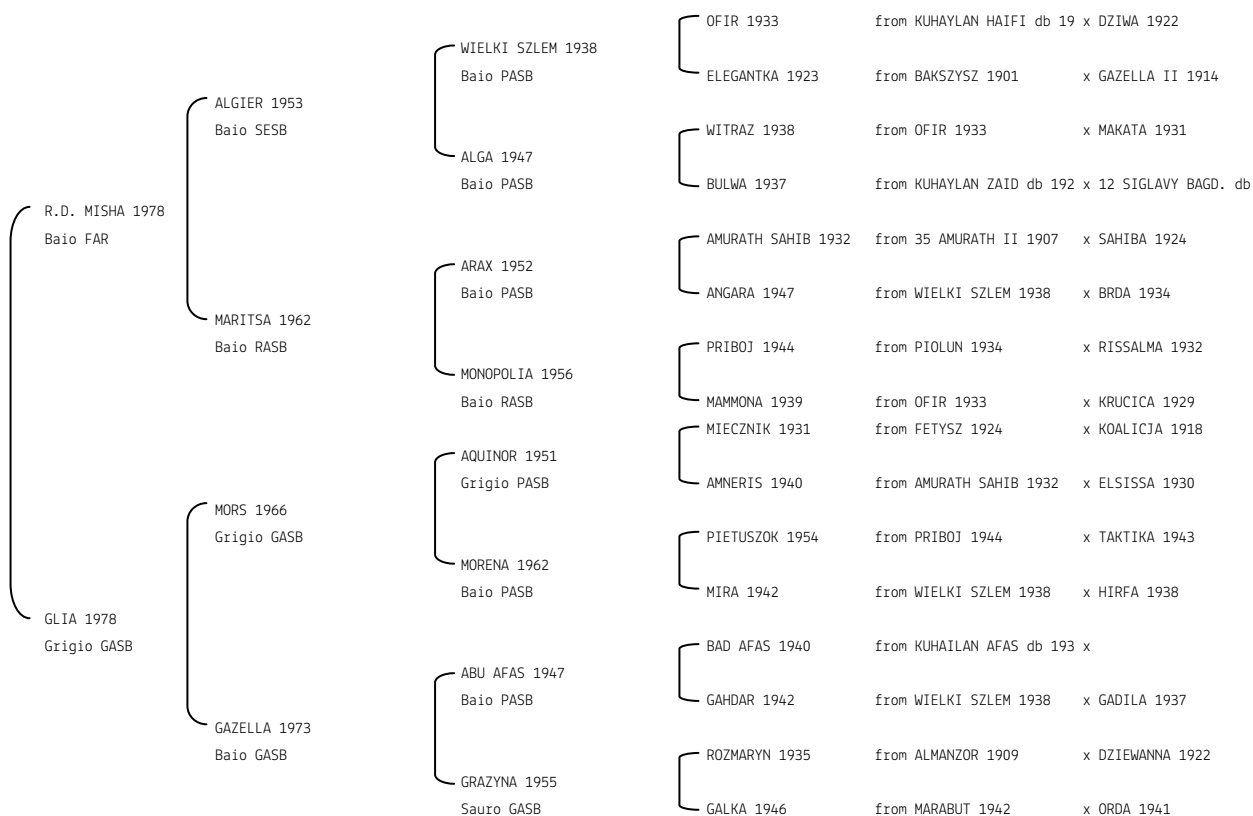 OFIR 1933 from KUHAYLAN HAIFI db 19 x DZIWA 1922
WIELKI SZLEM 1938
Baio PASB
ELEGANTKA 1923 from BAKSZYSZ 1901 x GAZELLA II 1914
ALGIER 1953
Baio SESB
WITRAZ 1938 from OFIR 1933 x MAKATA 1931
ALGA 1947
Baio PASB
BULWA 1937 from KUHAYLAN ZAID db 192 x 12 SIGLAVY BAGD. db
R.D. MISHA 1978
Baio FAR
AMURATH SAHIB 1932 from 35 AMURATH II 1907 x SAHIBA 1924
ARAX 1952
Baio PASB
ANGARA 1947 from WIELKI SZLEM 1938 x BRDA 1934
MARITSA 1962
Baio RASB
PRIBOJ 1944 from PIOLUN 1934 x RISSALMA 1932
MONOPOLIA 1956
Baio RASB
MAMMONA 1939 from OFIR 1933 x KRUCICA 1929
MIECZNIK 1931 from FETYSZ 1924 x KOALICJA 1918
AQUINOR 1951
Grigio PASB
AMNERIS 1940 from AMURATH SAHIB 1932 x ELSISSA 1930
MORS 1966
Grigio GASB
PIETUSZOK 1954 from PRIBOJ 1944 x TAKTIKA 1943
MORENA 1962
Baio PASB
MIRA 1942 from WIELKI SZLEM 1938 x HIRFA 1938
GLIA 1978
Grigio GASB
BAD AFAS 1940 from KUHAILAN AFAS db 193 x
ABU AFAS 1947
Baio PASB
GAHDAR 1942 from WIELKI SZLEM 1938 x GADILA 1937
GAZELLA 1973
Baio GASB
ROZMARYN 1935 from ALMANZOR 1909 x DZIEWANNA 1922
GRAZYNA 1955
Sauro GASB
GALKA 1946 from MARABUT 1942 x ORDA 1941